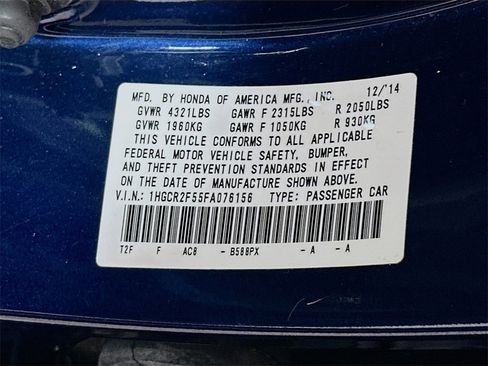 MFD. BY HONDA OF AMERICA MFG., INC. 12/'14
GVWR 4321LBS GAWR F 2315LBS R 2050LBS
GVWR 1960KG GAWR F 1050KG R 930KG
THIS VEHICLE CONFORMS TO ALL APPLICABLE
FEDERAL MOTOR VEHICLE SAFETY, BUMPER,
AND THEFT PREVENTION STANDARDS IN EFFECT
ON THE DATE OF MANUFACTURE SHOWN ABOVE.
V.I.N.: 1HGCR2F55FA076156 TYPE: PASSENGER CAR
T2F F AC8 - B588PX - A - A